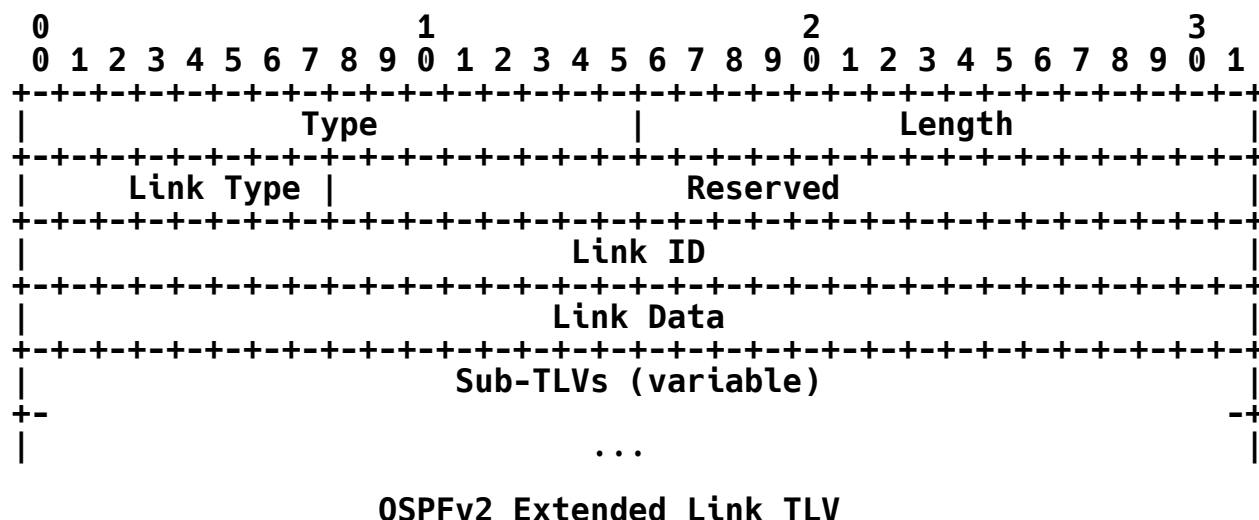 0                   1                   2                   3
 0 1 2 3 4 5 6 7 8 9 0 1 2 3 4 5 6 7 8 9 0 1 2 3 4 5 6 7 8 9 0 1
+-+-+-+-+-+-+-+-+-+-+-+-+-+-+-+-+-+-+-+-+-+-+-+-+-+-+-+-+-+-+-+-+
|              Type             |             Length            |
+-+-+-+-+-+-+-+-+-+-+-+-+-+-+-+-+-+-+-+-+-+-+-+-+-+-+-+-+-+-+-+-+
|     Link Type |                  Reserved                     |
+-+-+-+-+-+-+-+-+-+-+-+-+-+-+-+-+-+-+-+-+-+-+-+-+-+-+-+-+-+-+-+-+
|                            Link ID                            |
+-+-+-+-+-+-+-+-+-+-+-+-+-+-+-+-+-+-+-+-+-+-+-+-+-+-+-+-+-+-+-+-+
|                           Link Data                           |
+-+-+-+-+-+-+-+-+-+-+-+-+-+-+-+-+-+-+-+-+-+-+-+-+-+-+-+-+-+-+-+-+
|                      Sub-TLVs (variable)                      |
+-                                                             -+
|                             ...                               |
                  OSPFv2 Extended Link TLV